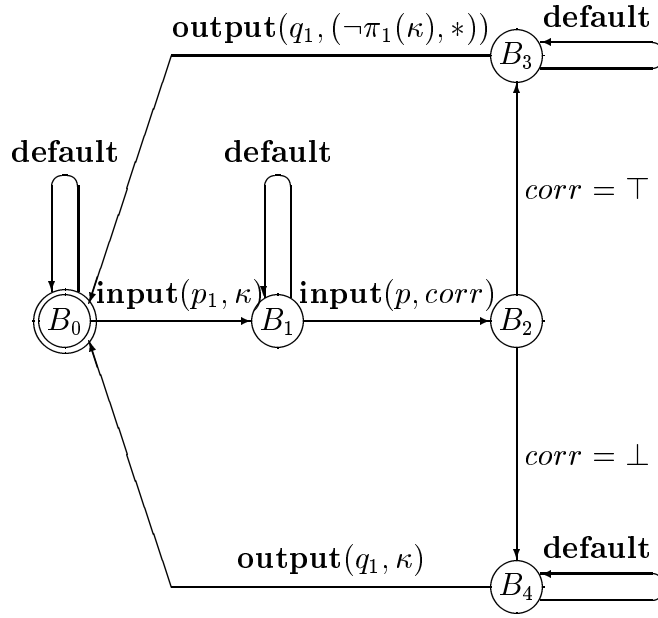 output(q₁, (¬π₁(κ), ∗))
default
B₃
default
default
corr = ⊤
input(p₁, κ)
input(p, corr)
B₀
B₁
B₂
corr = ⊥
default
output(q₁, κ)
B₄